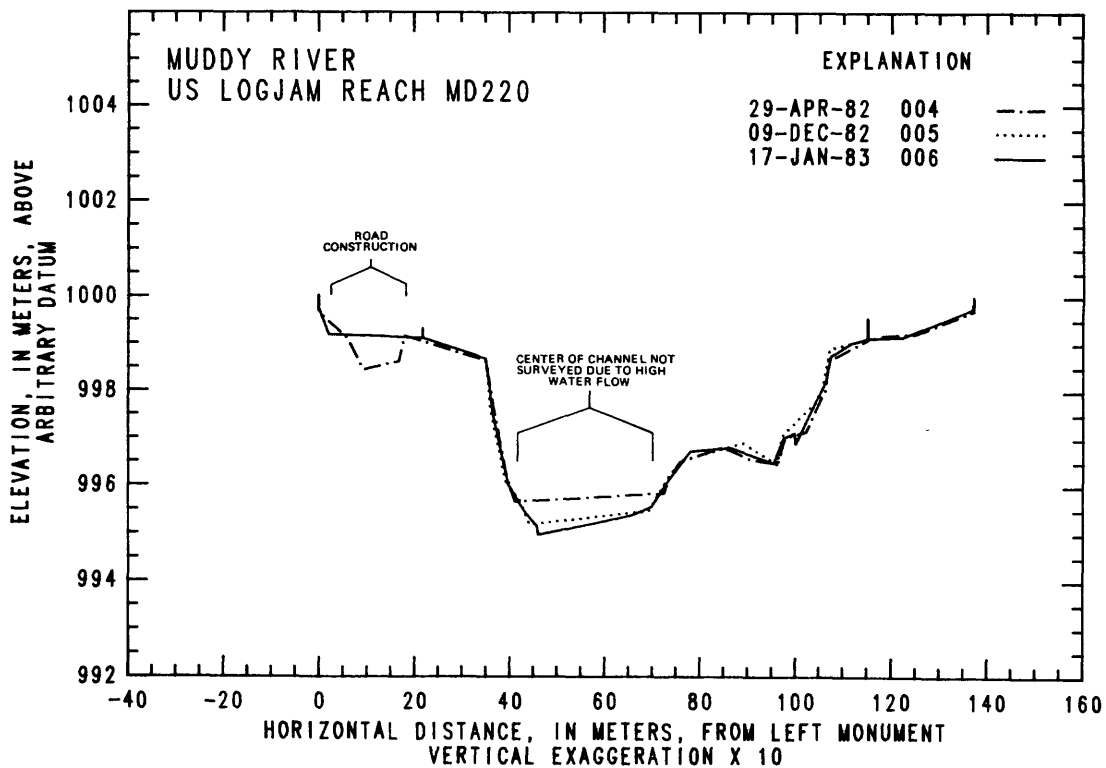 MUDDY RIVER
US LOGJAM REACH MD220
EXPLANATION
29-APR-82 004
09-DEC-82 005
17-JAN-83 006
ROAD
CONSTRUCTION
CENTER OF CHANNEL NOT
SURVEYED DUE TO HIGH
WATER FLOW
ELEVATION, IN METERS, ABOVE
ARBITRARY DATUM
1004
1002
1000
998
996
994
992
-40 -20 0 20 40 60 80 100 120 140 160
HORIZONTAL DISTANCE, IN METERS, FROM LEFT MONUMENT
VERTICAL EXAGGERATION X 10